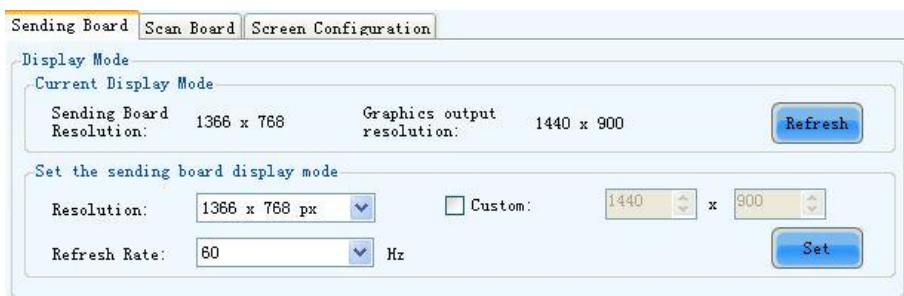 Sending Board Scan Board Screen Configuration
Display Mode
Current Display Mode
Sending Board Resolution: 1366 x 768 Graphics output resolution: 1440 x 900 Refresh
Set the sending board display mode
Resolution: 1366 x 768 px Custom: 1440 x 900
Refresh Rate: 60 Hz Set